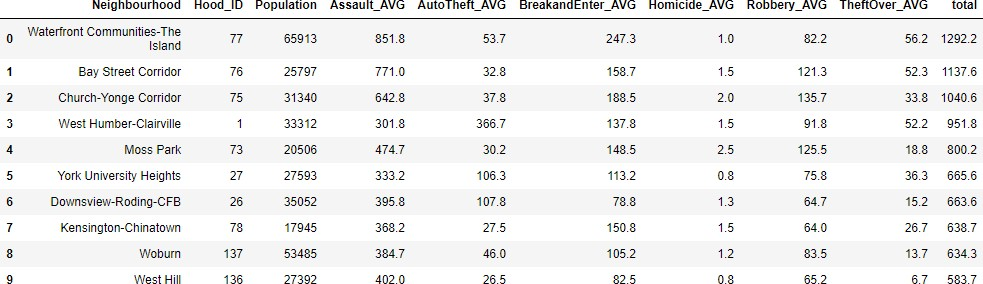 Neighbourhood Hood_ID Population Assault_AVG AutoTheft_AVG BreakandEnter_AVG Homicide_AVG Robbery_AVG TheftOver_AVG total
0 Waterfront Communities-The Island 77 65913 851.8 53.7 247.3 1.0 82.2 56.2 1292.2
1 Bay Street Corridor 76 25797 771.0 32.8 158.7 1.5 121.3 52.3 1137.6
2 Church-Yonge Corridor 75 31340 642.8 37.8 188.5 2.0 135.7 33.8 1040.6
3 West Humber-Clairville 1 33312 301.8 366.7 137.8 1.5 91.8 52.2 951.8
4 Moss Park 73 20506 474.7 30.2 148.5 2.5 125.5 18.8 800.2
5 York University Heights 27 27593 333.2 106.3 113.2 0.8 75.8 36.3 665.6
6 Downsview-Roding-CFB 26 35052 395.8 107.8 78.8 1.3 64.7 15.2 663.6
7 Kensington-Chinatown 78 17945 368.2 27.5 150.8 1.5 64.0 26.7 638.7
8 Woburn 137 53485 384.7 46.0 105.2 1.2 83.5 13.7 634.3
9 West Hill 136 27392 402.0 26.5 82.5 0.8 65.2 6.7 583.7